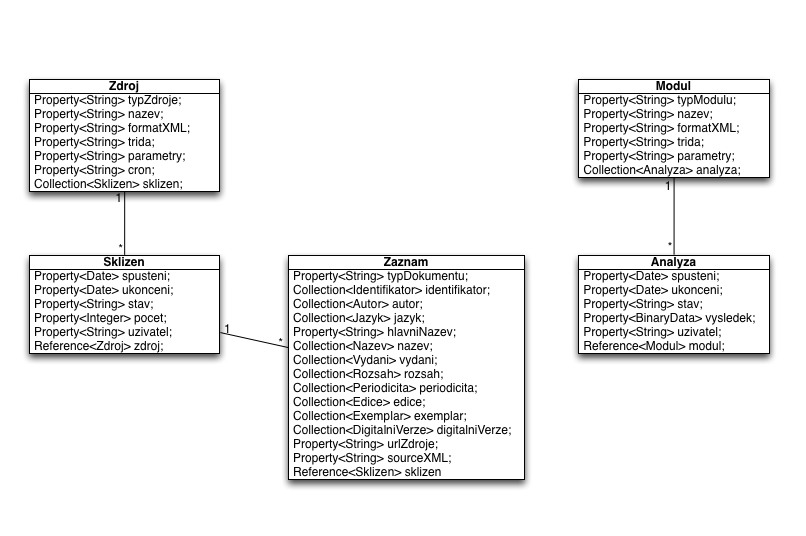 Zdroj
Property<String> typZdroje;
Property<String> nazev;
Property<String> formatXML;
Property<String> trida;
Property<String> parametry;
Property<String> cron;
Collection<Sklizen> sklizen;
1
*
Sklizen
Property<Date> spusteni;
Property<Date> ukonceni;
Property<String> stav;
Property<Integer> pocet;
Property<String> uzivatel;
Reference<Zdroj> zdroj;
1
*
Zaznam
Property<String> typDokumentu;
Collection<Identifikator> identifikator;
Collection<Autor> autor;
Collection<Jazyk> jazyk;
Property<String> hlavniNazev;
Collection<Nazev> nazev;
Collection<Vydani> vydani;
Collection<Rozsah> rozsah;
Collection<Periodicita> periodicita;
Collection<Edice> edice;
Collection<Exemplar> exemplar;
Collection<DigitalniVerze> digitalniVerze;
Property<String> urlZdroje;
Property<String> sourceXML;
Reference<Sklizen> sklizen
Modul
Property<String> typModulu;
Property<String> nazev;
Property<String> formatXML;
Property<String> trida;
Property<String> parametry;
Collection<Analyza> analyza;
1
*
Analyza
Property<Date> spusteni;
Property<Date> ukonceni;
Property<String> stav;
Property<BinaryData> vysledek;
Property<String> uzivatel;
Reference<Modul> modul;